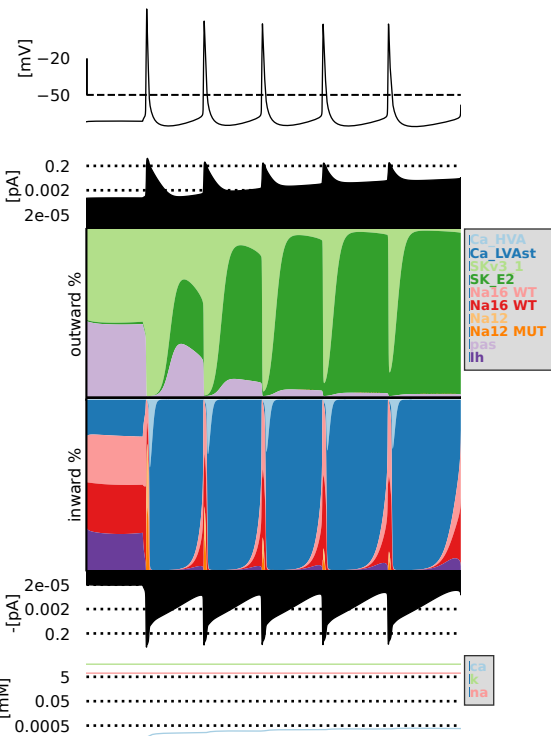 [mV]
−20
−50
[pA]
0.2
0.002
2e-05
outward %
Ca_HVA
Ca_LVAst
SKv3_1
SK_E2
Na16 WT
Na16 WT
Na12
Na12 MUT
pas
Ih
inward %
-[pA]
2e-05
0.002
0.2
[mM]
5
0.05
0.0005
ca
k
na